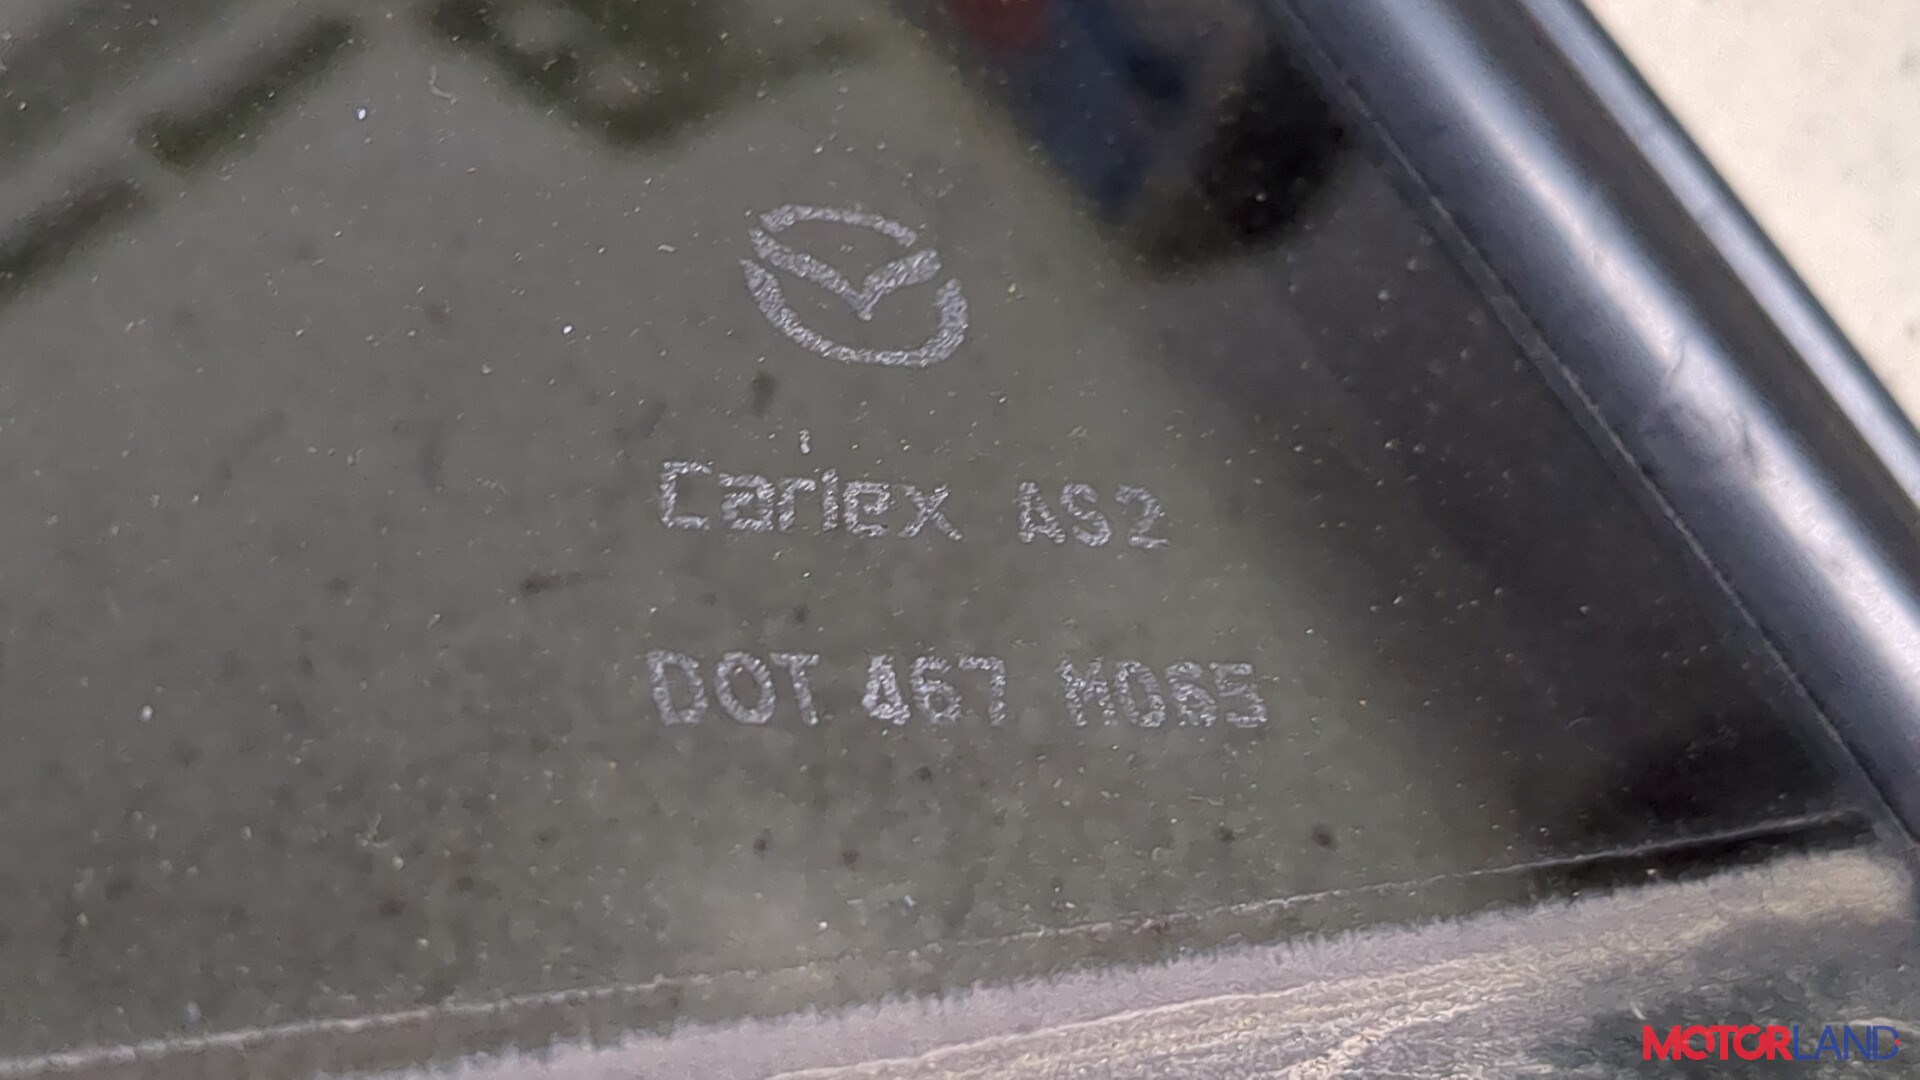 Carlex AS2
DOT 467 M065
MOTORLAND